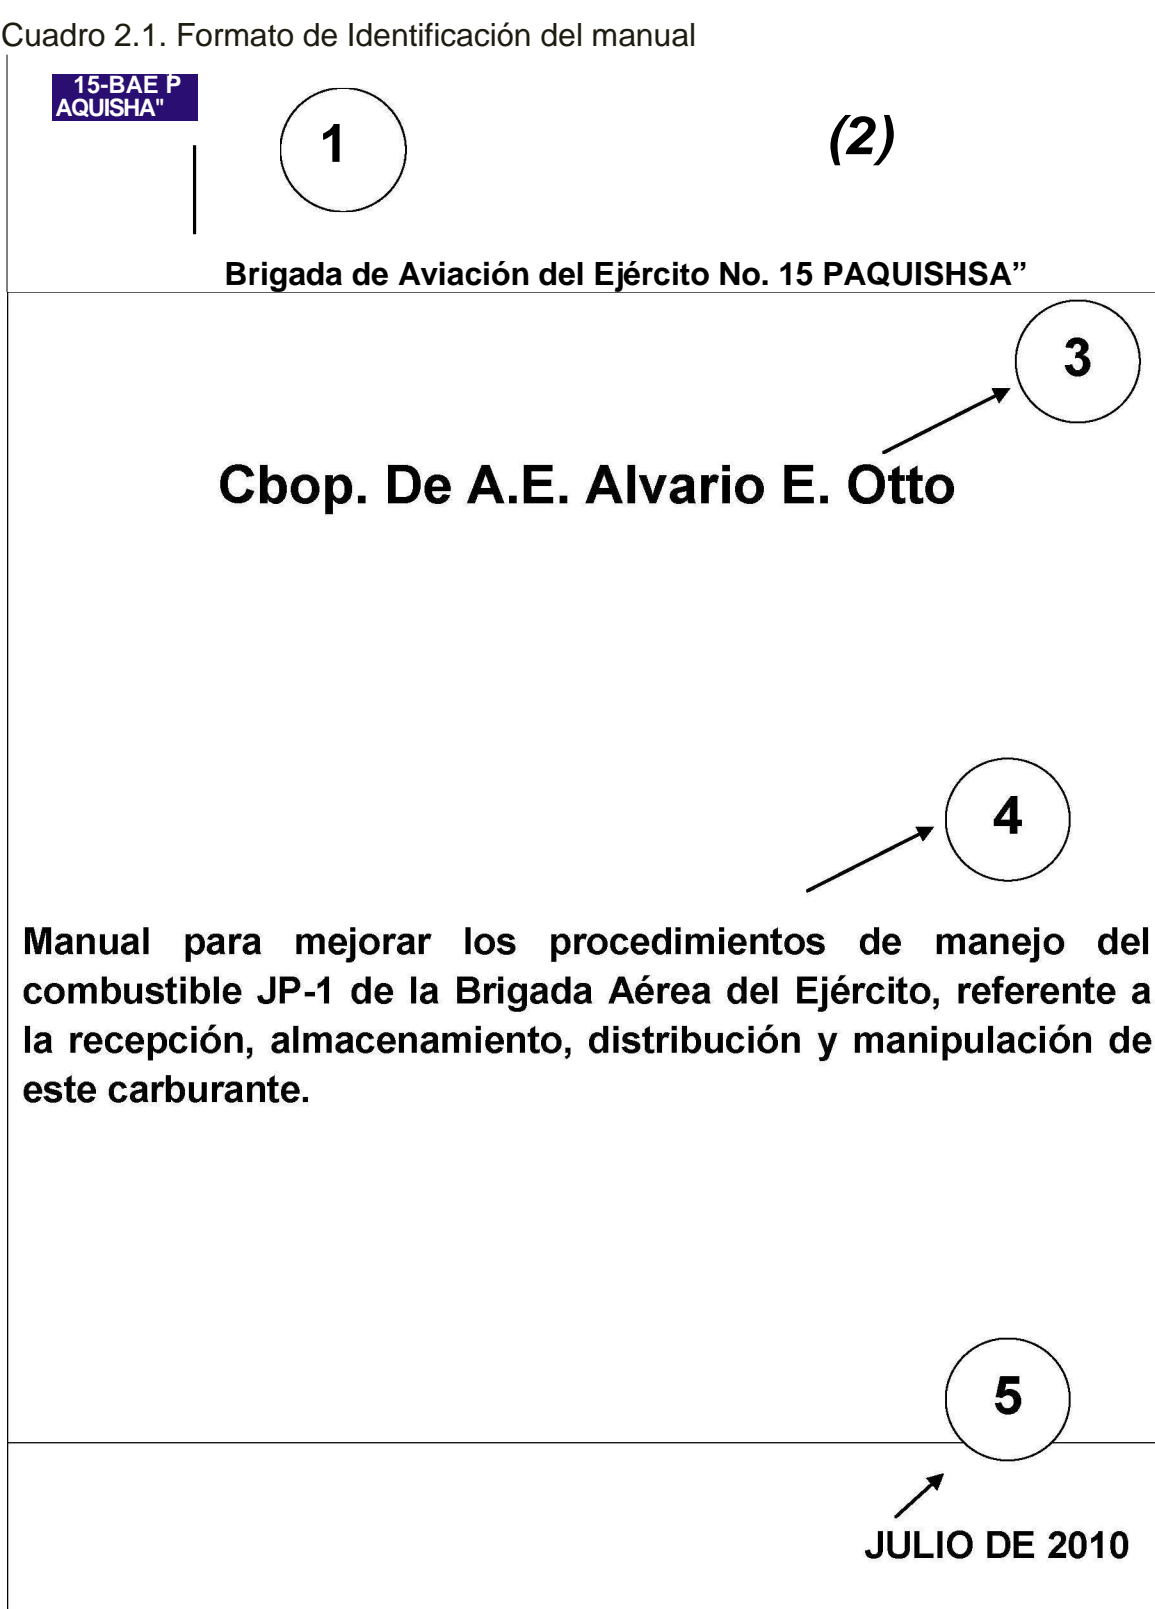 Cuadro 2.1. Formato de Identificación del manual
15-BAE P
AQUISHA"
1
(2)
Brigada de Aviación del Ejército No. 15 PAQUISHSA”
3
Cbop. De A.E. Alvario E. Otto
4
Manual para mejorar los procedimientos de manejo del
combustible JP-1 de la Brigada Aérea del Ejército, referente a
la recepción, almacenamiento, distribución y manipulación de
este carburante.
5
JULIO DE 2010